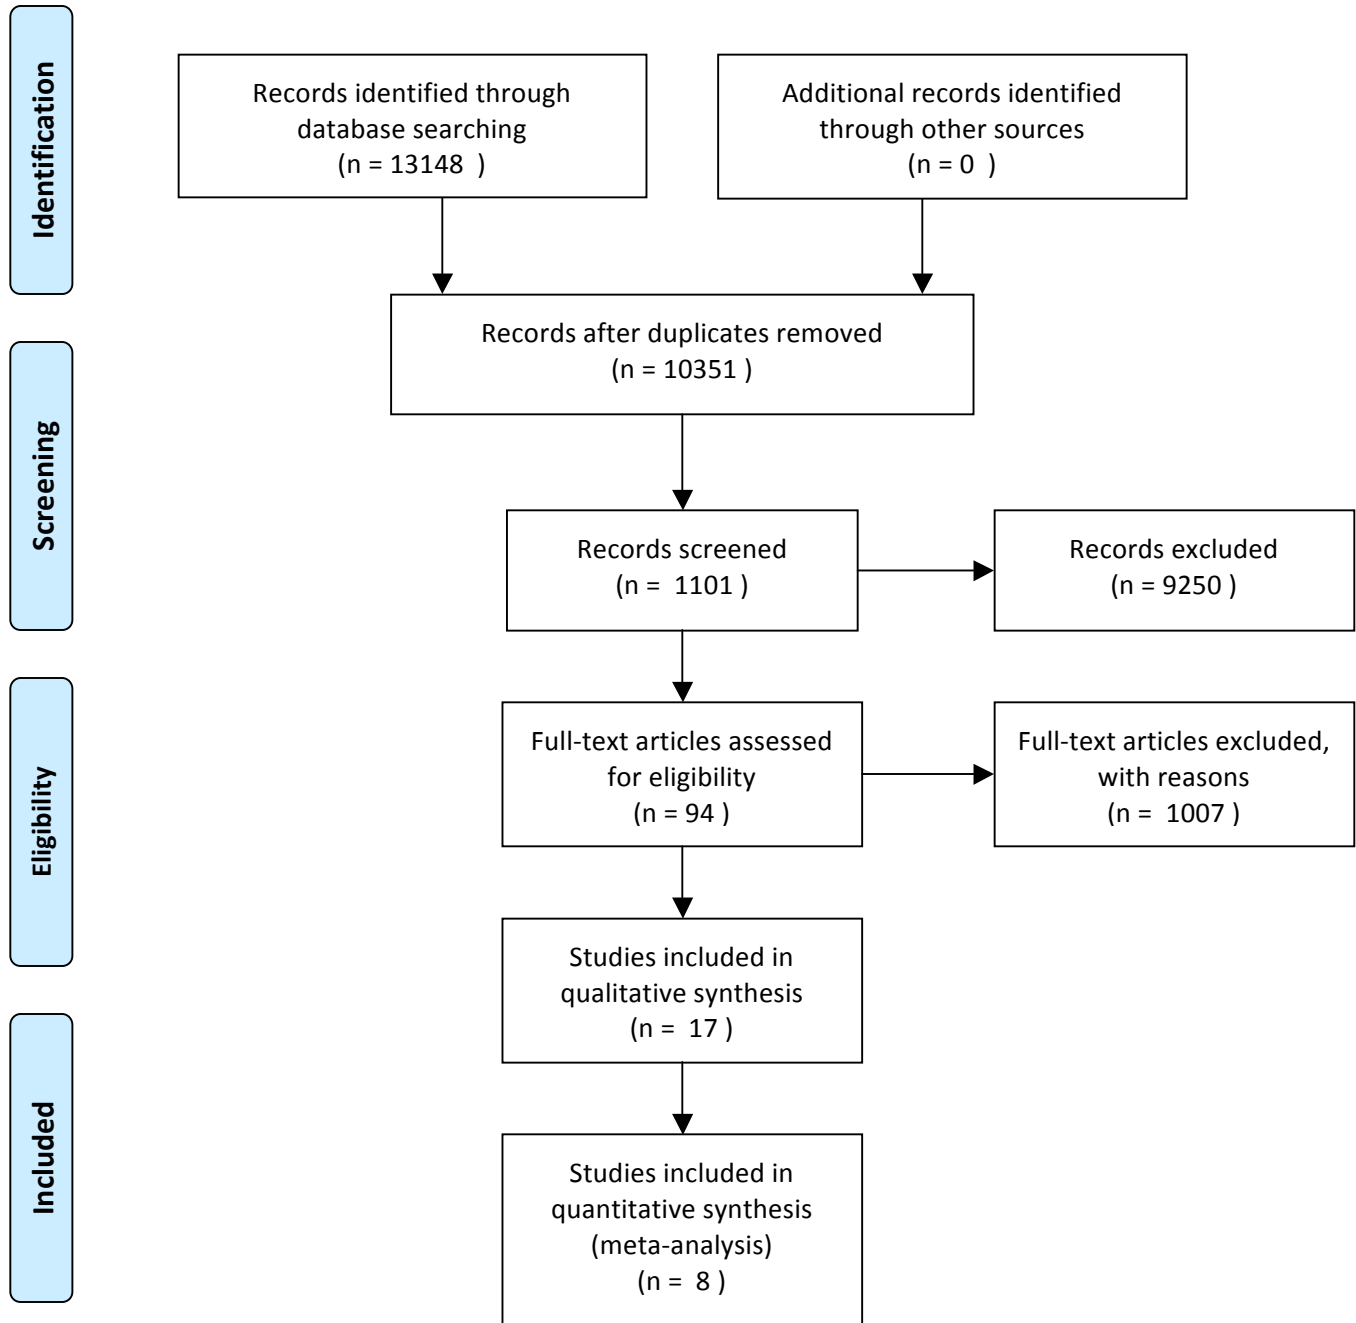 Identification
Records identified through
database searching
(n = 13148  )
Additional records identified
through other sources
(n = 0  )
Records after duplicates removed
(n = 10351 )
Screening
Records screened
(n =  1101 )
Records excluded
(n = 9250 )
Eligibility
Full-text articles assessed
for eligibility
(n = 94 )
Full-text articles excluded,
with reasons
(n =  1007 )
Studies included in
qualitative synthesis
(n =  17 )
Included
Studies included in
quantitative synthesis
(meta-analysis)
(n =  8 )